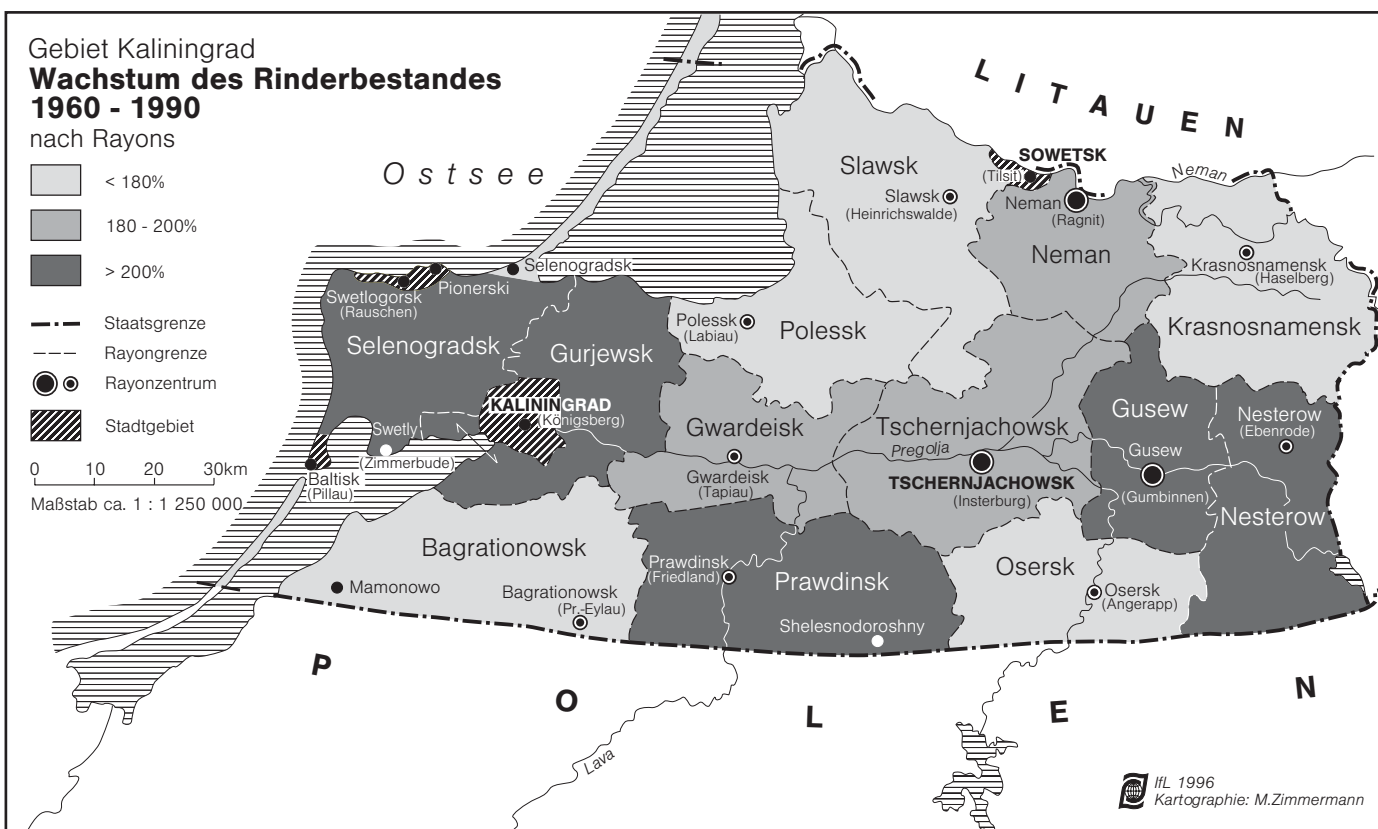 Gebiet Kaliningrad
Wachstum des Rinderbestandes
1960 - 1990
nach Rayons
< 180%
180 - 200%
> 200%
Staatsgrenze
Rayongrenze
Rayonzentrum
Stadtgebiet
0 10 20 30km
Maßstab ca. 1 : 1 250 000
Ostsee
LITAUEN
POLEN
Neman
Slawsk
Slawsk
(Heinrichswalde)
SOWETSK
(Tilsit)
Neman
(Ragnit)
Neman
Krasnosnamensk
(Haselberg)
Krasnosnamensk
Selenogradsk
Pionerski
Swetlogorsk
(Rauschen)
Selenogradsk
Gurjewsk
Polessk
(Labiau)
Polessk
KALININGRAD
(Königsberg)
Swetly
(Zimmerbude)
Baltisk
(Pillau)
Gwardeisk
Gwardeisk
(Tapiau)
Tschernjachowsk
Pregolja
TSCHERNJACHOWSK
(Insterburg)
Gusew
Gusew
(Gumbinnen)
Nesterow
(Ebenrode)
Nesterow
Bagrationowsk
Mamonowo
Bagrationowsk
(Pr.-Eylau)
Prawdinsk
(Friedland)
Prawdinsk
Shelesnodoroshny
Osersk
Osersk
(Angerapp)
Lava
IfL 1996
Kartographie: M.Zimmermann